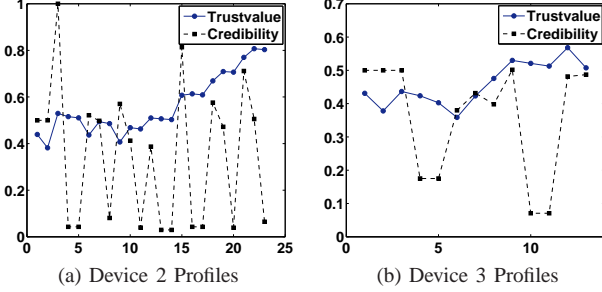 1
0.8
0.6
0.4
0.2
0
0 5 10 15 20 25
Trustvalue
Credibility
(a) Device 2 Profiles
0.7
0.6
0.5
0.4
0.3
0.2
0.1
0
0 5 10
Trustvalue
Credibility
(b) Device 3 Profiles